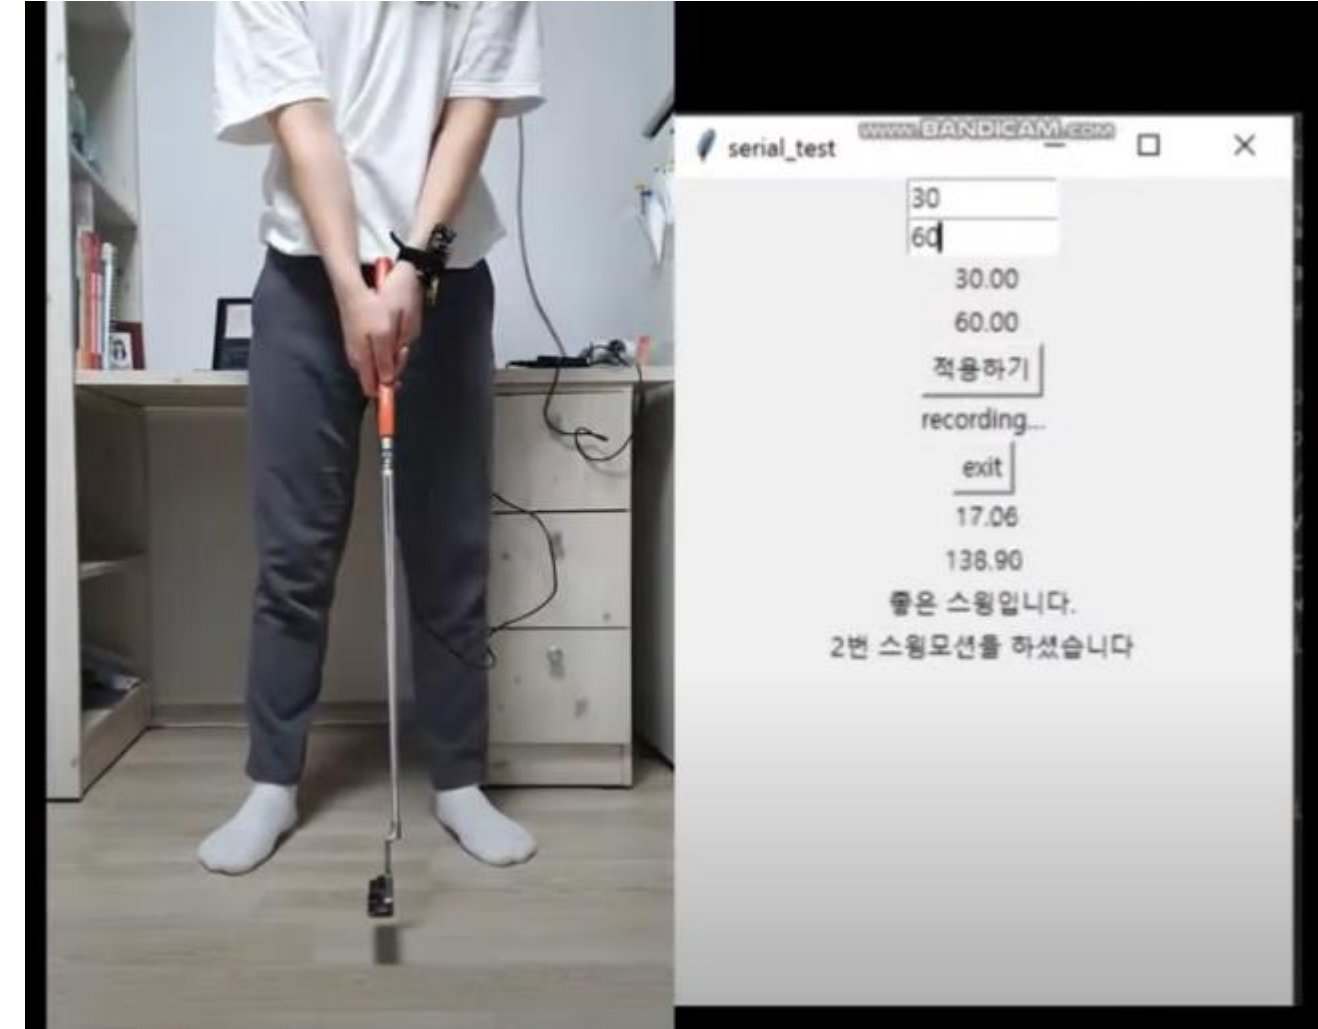 www.BANDICAM.com
serial_test
30
60
30.00
60.00
적용하기
recording...
exit
17.06
138.90
좋은 스윙입니다.
2번 스윙모션을 하셨습니다